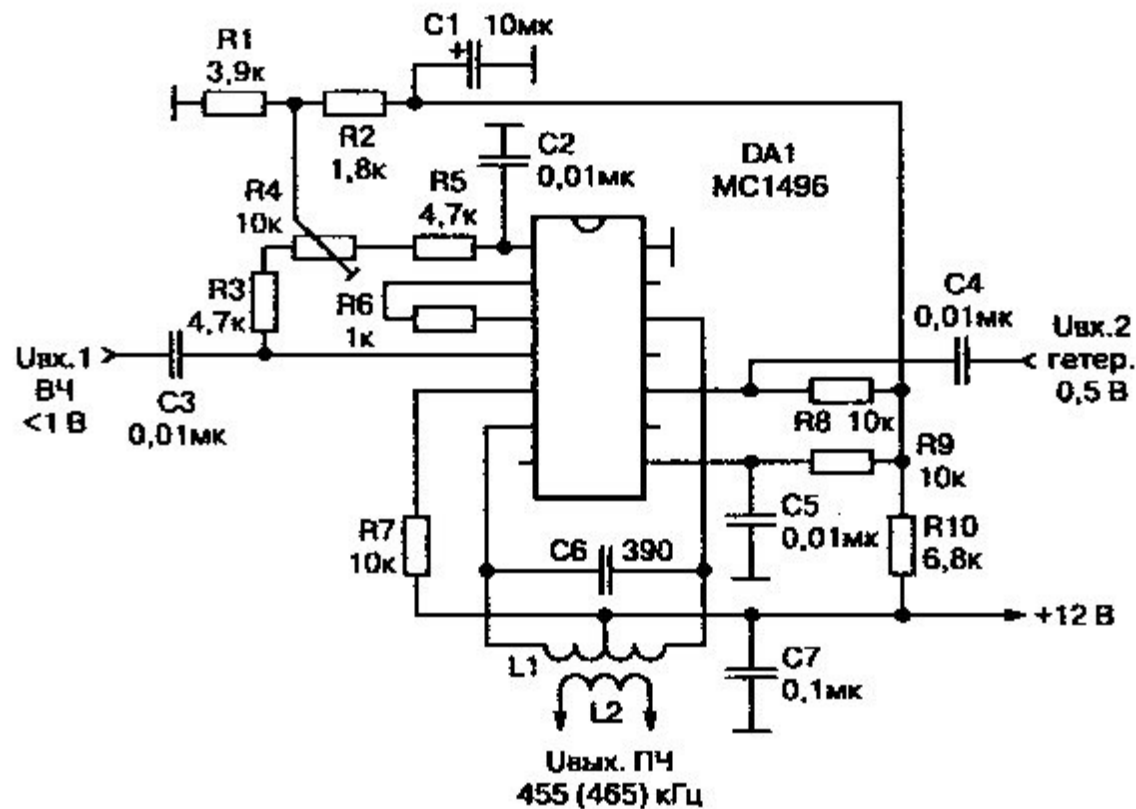 R1
3,9к
C1
10мк
+
R2
1,8к
C2
0,01мк
DA1
MC1496
R4
10к
R5
4,7к
R3
4,7к
R6
1к
C4
0,01мк
Uвх.1
ВЧ
<1 В
C3
0,01мк
Uвх.2
гетер.
0,5 В
R8 10к
R9
10к
R7
10к
C6 390
C5
0,01мк
R10
6,8к
+12 В
L1
C7
0,1мк
L2
Uвых. ПЧ
455 (465) кГц